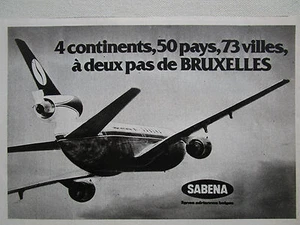 4 continents, 50 pays, 73 villes,
à deux pas de BRUXELLES
SABENA